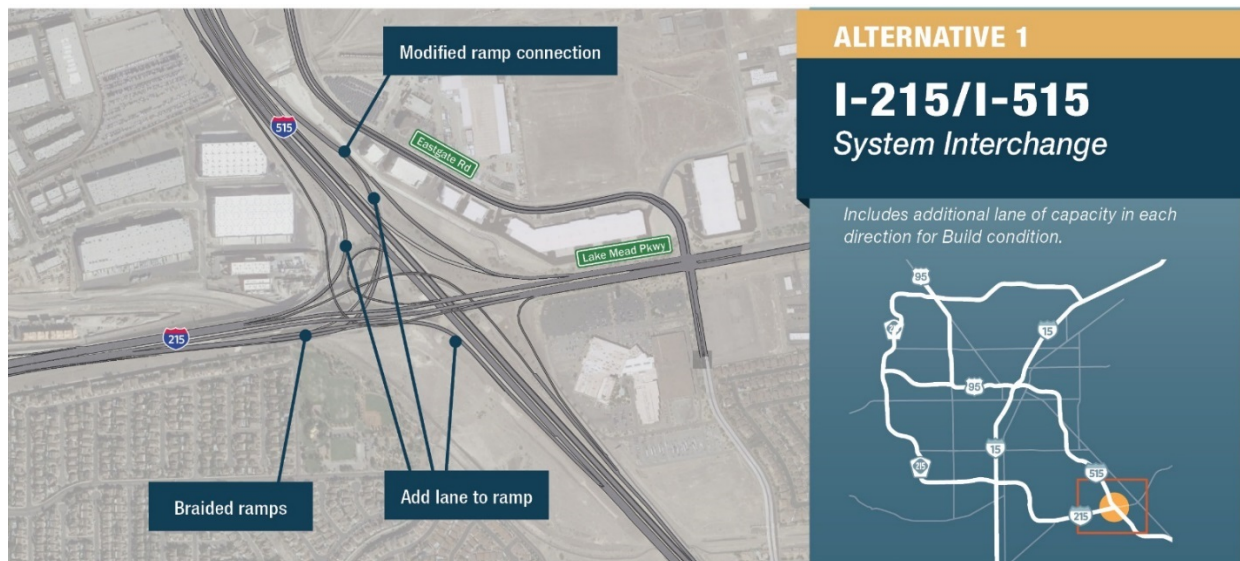 Modified ramp connection
515
Eastgate Rd
Lake Mead Pkwy
215
Braided ramps
Add lane to ramp
ALTERNATIVE 1
I-215/I-515
System Interchange
Includes additional lane of capacity in each
direction for Build condition.
95
15
95
15
215
515
215